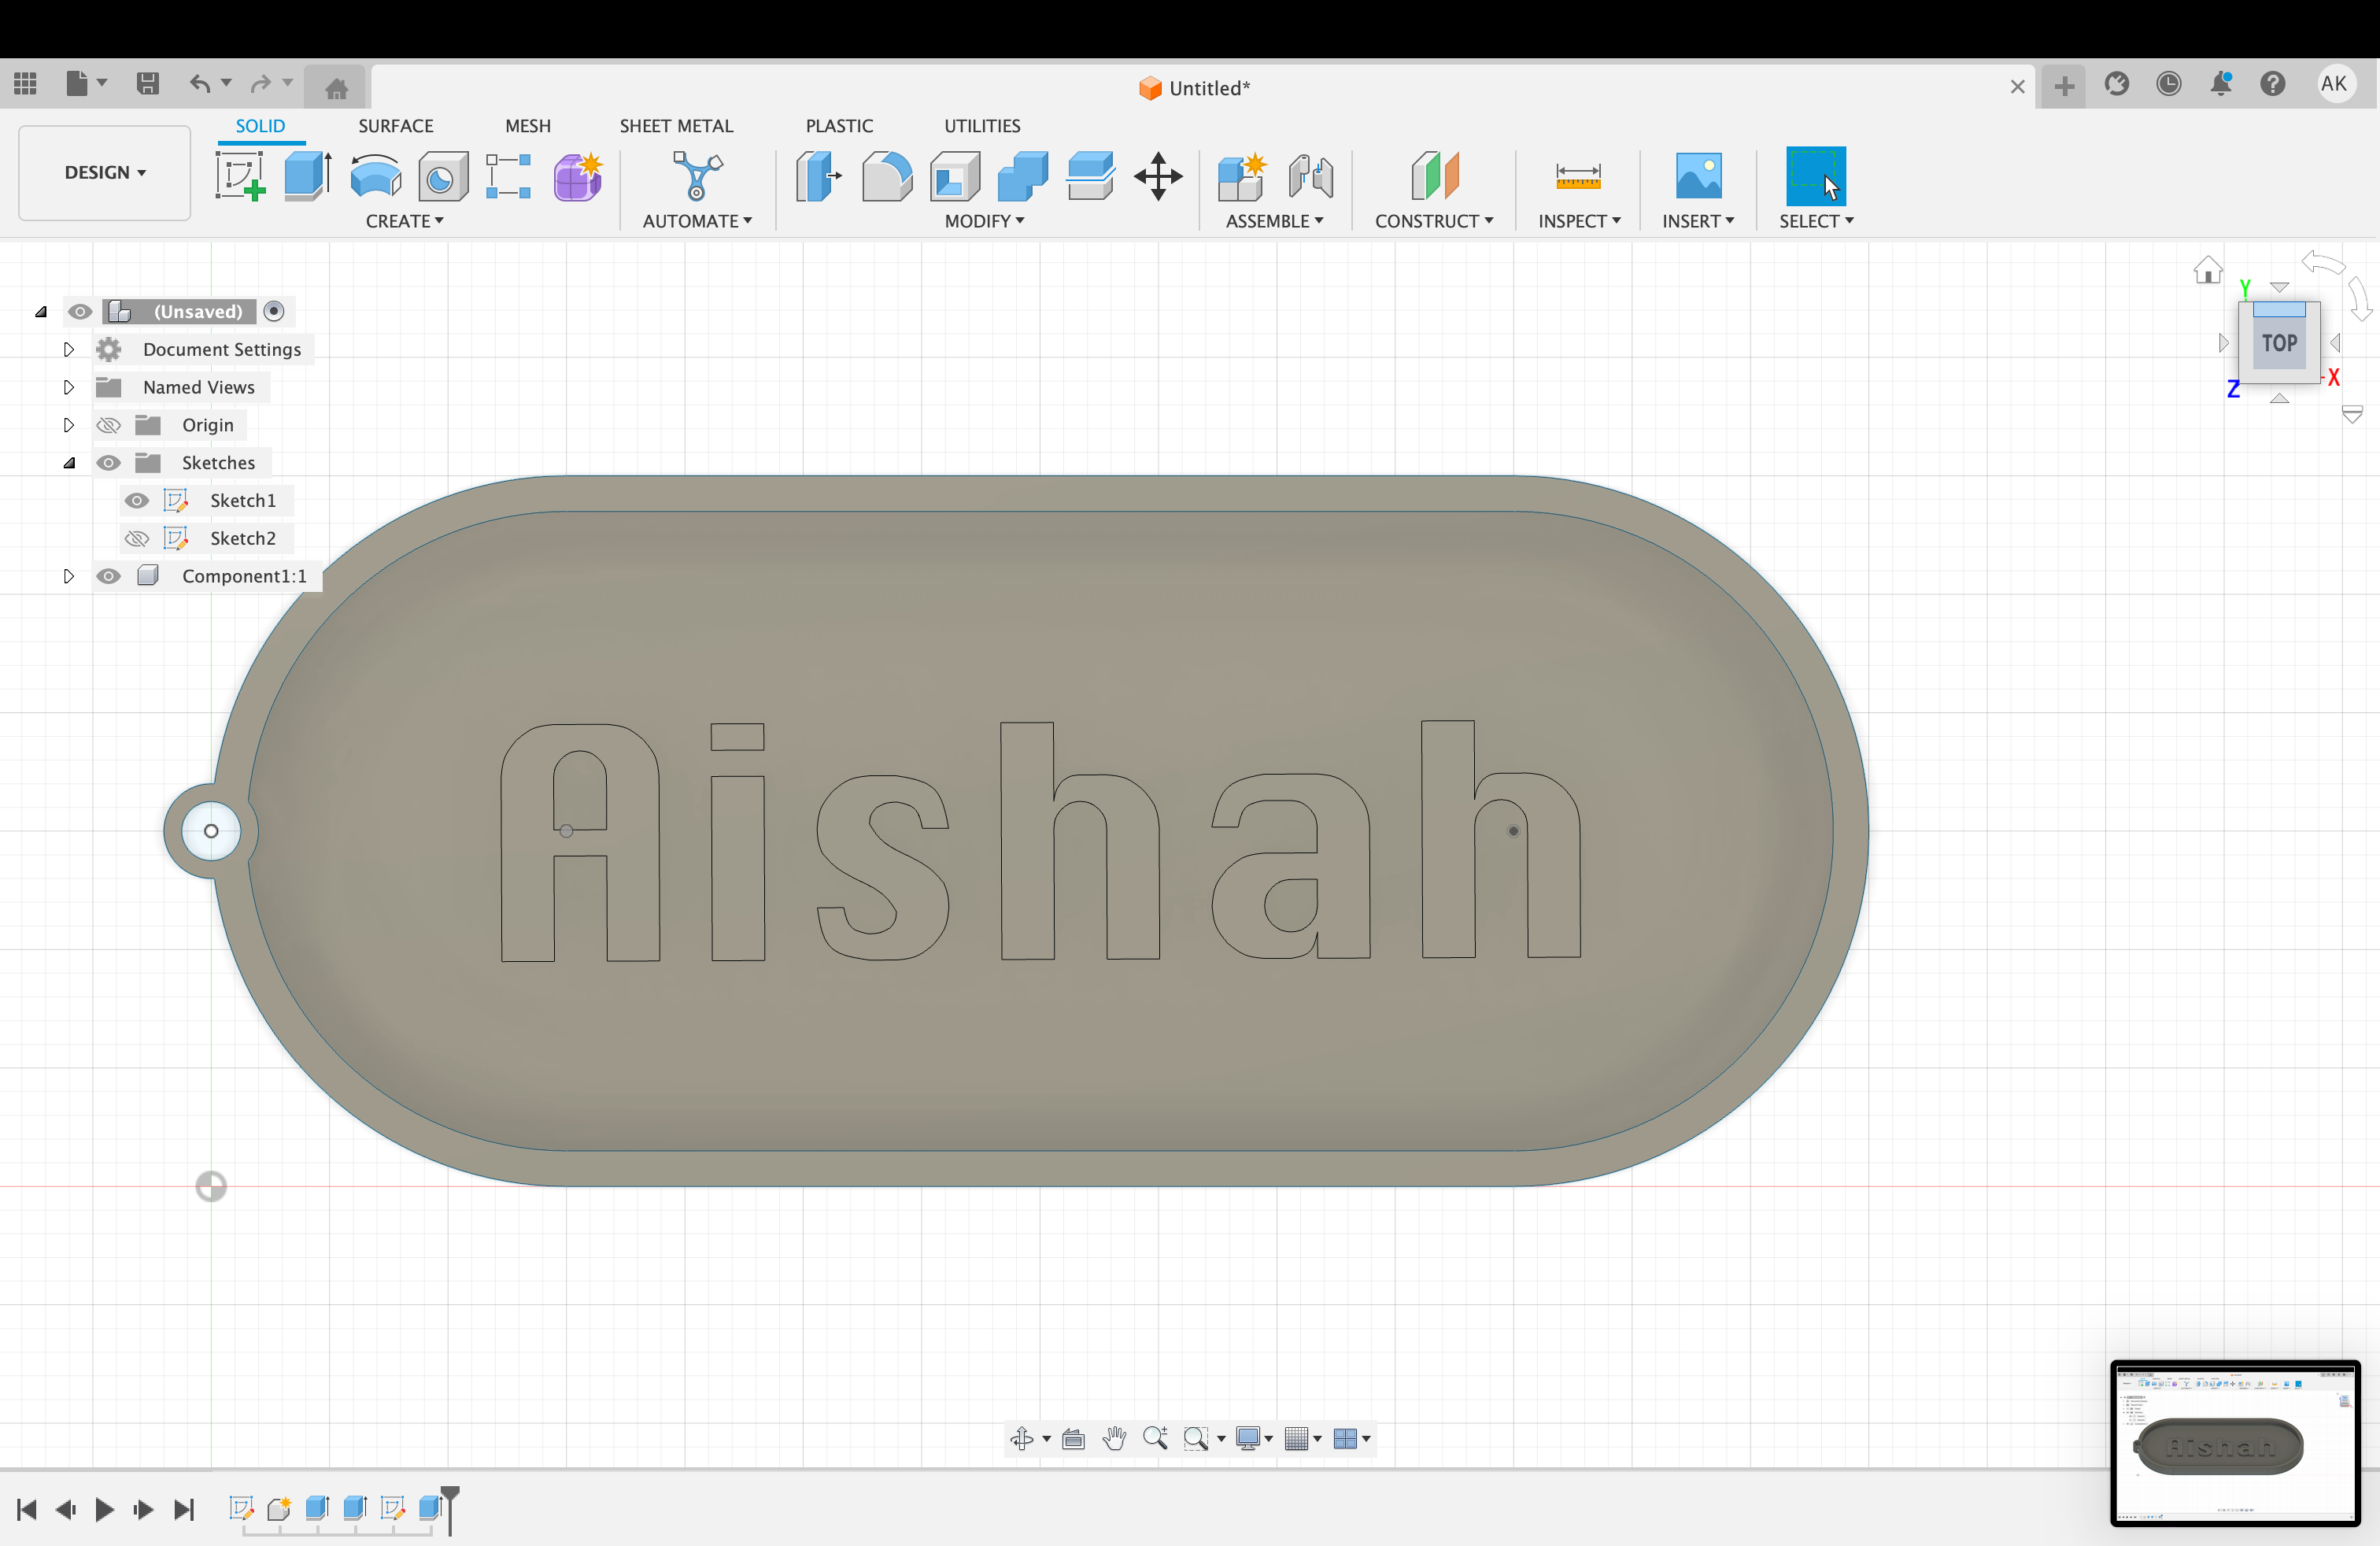 Untitled*
AK
DESIGN
SOLID SURFACE MESH SHEET METAL PLASTIC UTILITIES
CREATE AUTOMATE MODIFY ASSEMBLE CONSTRUCT INSPECT INSERT SELECT
(Unsaved)
Document Settings
Named Views
Origin
Sketches
Sketch1
Sketch2
Component1:1
Y
TOP
X
Z
Aishah
Aishah